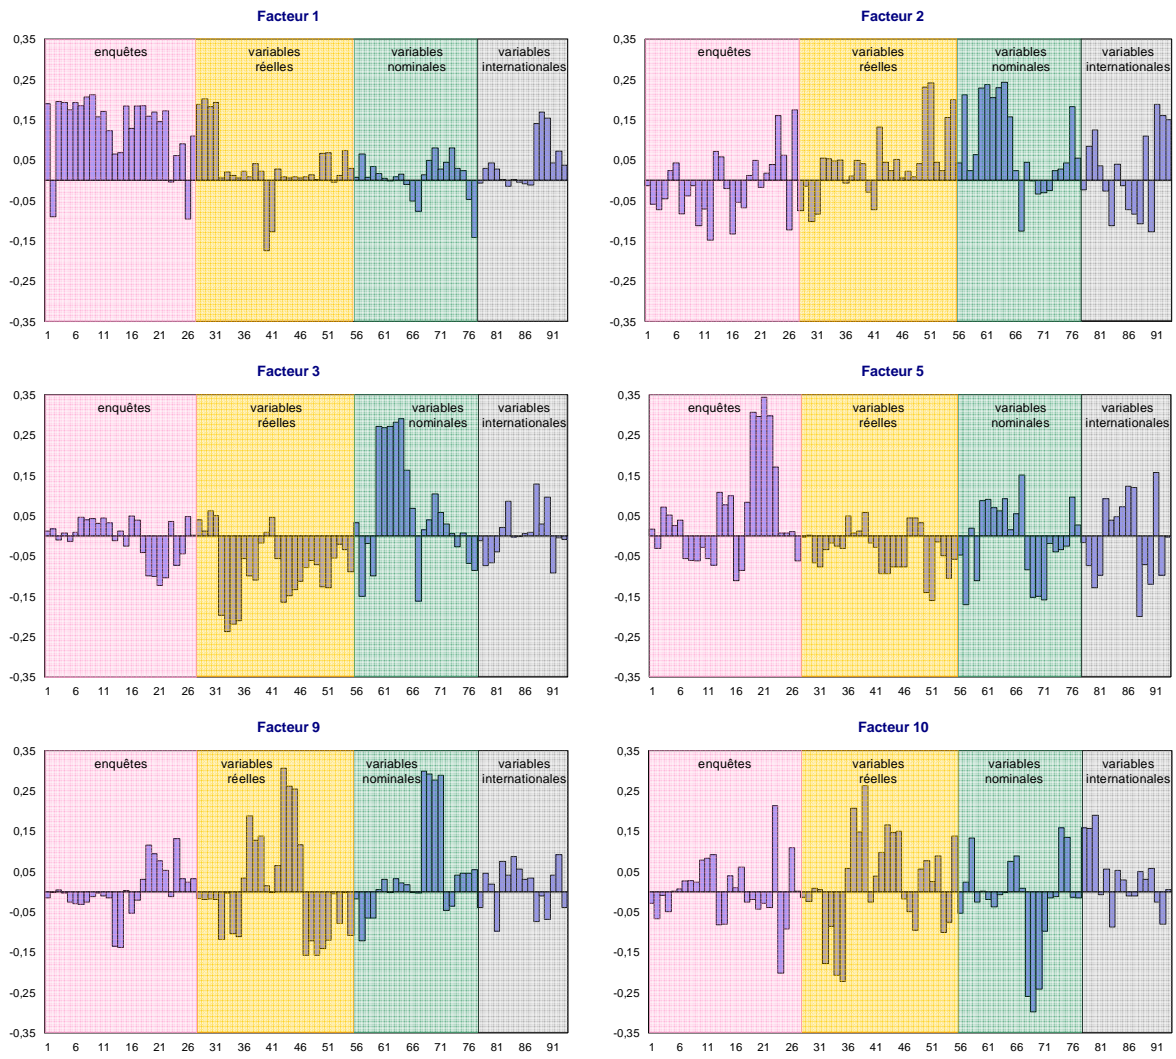 Facteur 1
0,35
0,25
0,15
0,05
-0,05
-0,15
-0,25
-0,35
enquêtes
variables
réelles
variables
nominales
variables
internationales
1 6 11 16 21 26 31 36 41 46 51 56 61 66 71 76 81 86 91
Facteur 2
0,35
0,25
0,15
0,05
-0,05
-0,15
-0,25
-0,35
enquêtes
variables
réelles
variables
nominales
variables
internationales
1 6 11 16 21 26 31 36 41 46 51 56 61 66 71 76 81 86 91
Facteur 3
0,35
0,25
0,15
0,05
-0,05
-0,15
-0,25
-0,35
enquêtes
variables
réelles
variables
nominales
variables
internationales
1 6 11 16 21 26 31 36 41 46 51 56 61 66 71 76 81 86 91
Facteur 5
0,35
0,25
0,15
0,05
-0,05
-0,15
-0,25
-0,35
enquêtes
variables
réelles
variables
nominales
variables
internationales
1 6 11 16 21 26 31 36 41 46 51 56 61 66 71 76 81 86 91
Facteur 9
0,35
0,25
0,15
0,05
-0,05
-0,15
-0,25
-0,35
enquêtes
variables
réelles
variables
nominales
variables
internationales
1 6 11 16 21 26 31 36 41 46 51 56 61 66 71 76 81 86 91
Facteur 10
0,35
0,25
0,15
0,05
-0,05
-0,15
-0,25
-0,35
enquêtes
variables
réelles
variables
nominales
variables
internationales
1 6 11 16 21 26 31 36 41 46 51 56 61 66 71 76 81 86 91